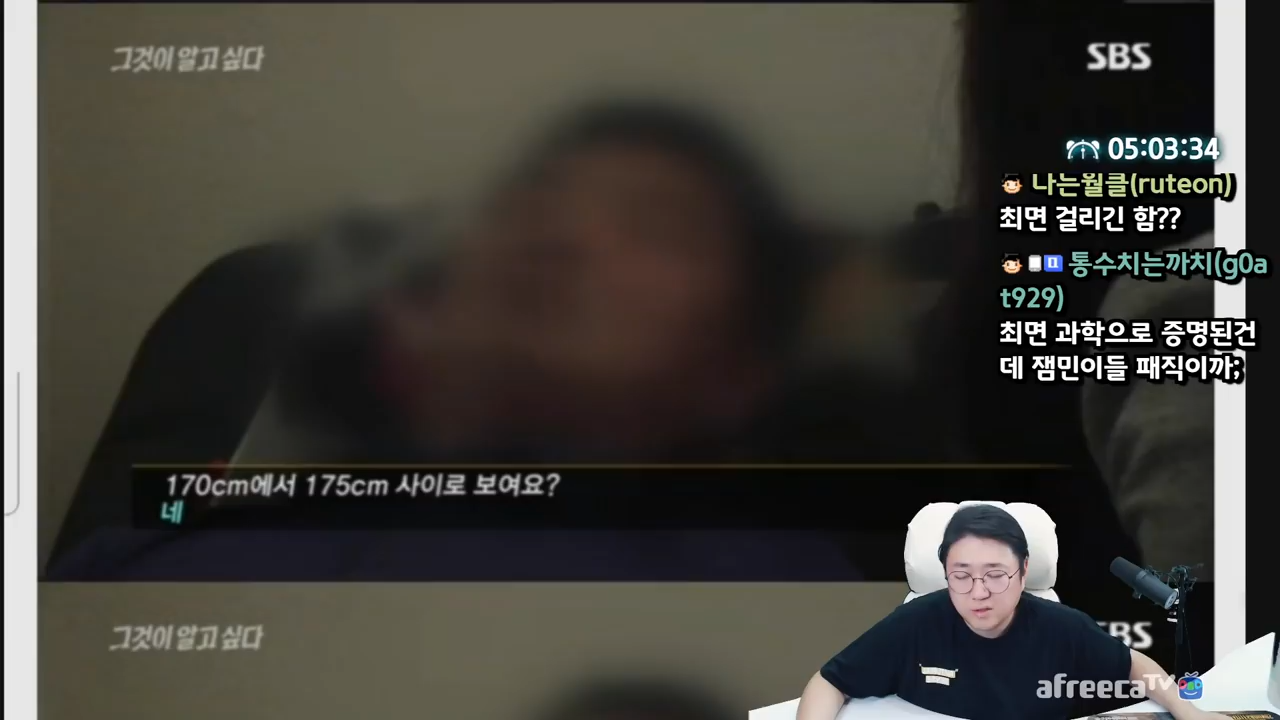 그것이 알고 싶다
SBS
05:03:34
나는월클(ruteon)
최면 걸리긴 함??
통수치는까치(g0a
t929)
최면 과학으로 증명된건
데 잼민이들 패직이까;
170cm에서 175cm 사이로 보여요?
네
그것이 알고 싶다
SBS
afreecaTV